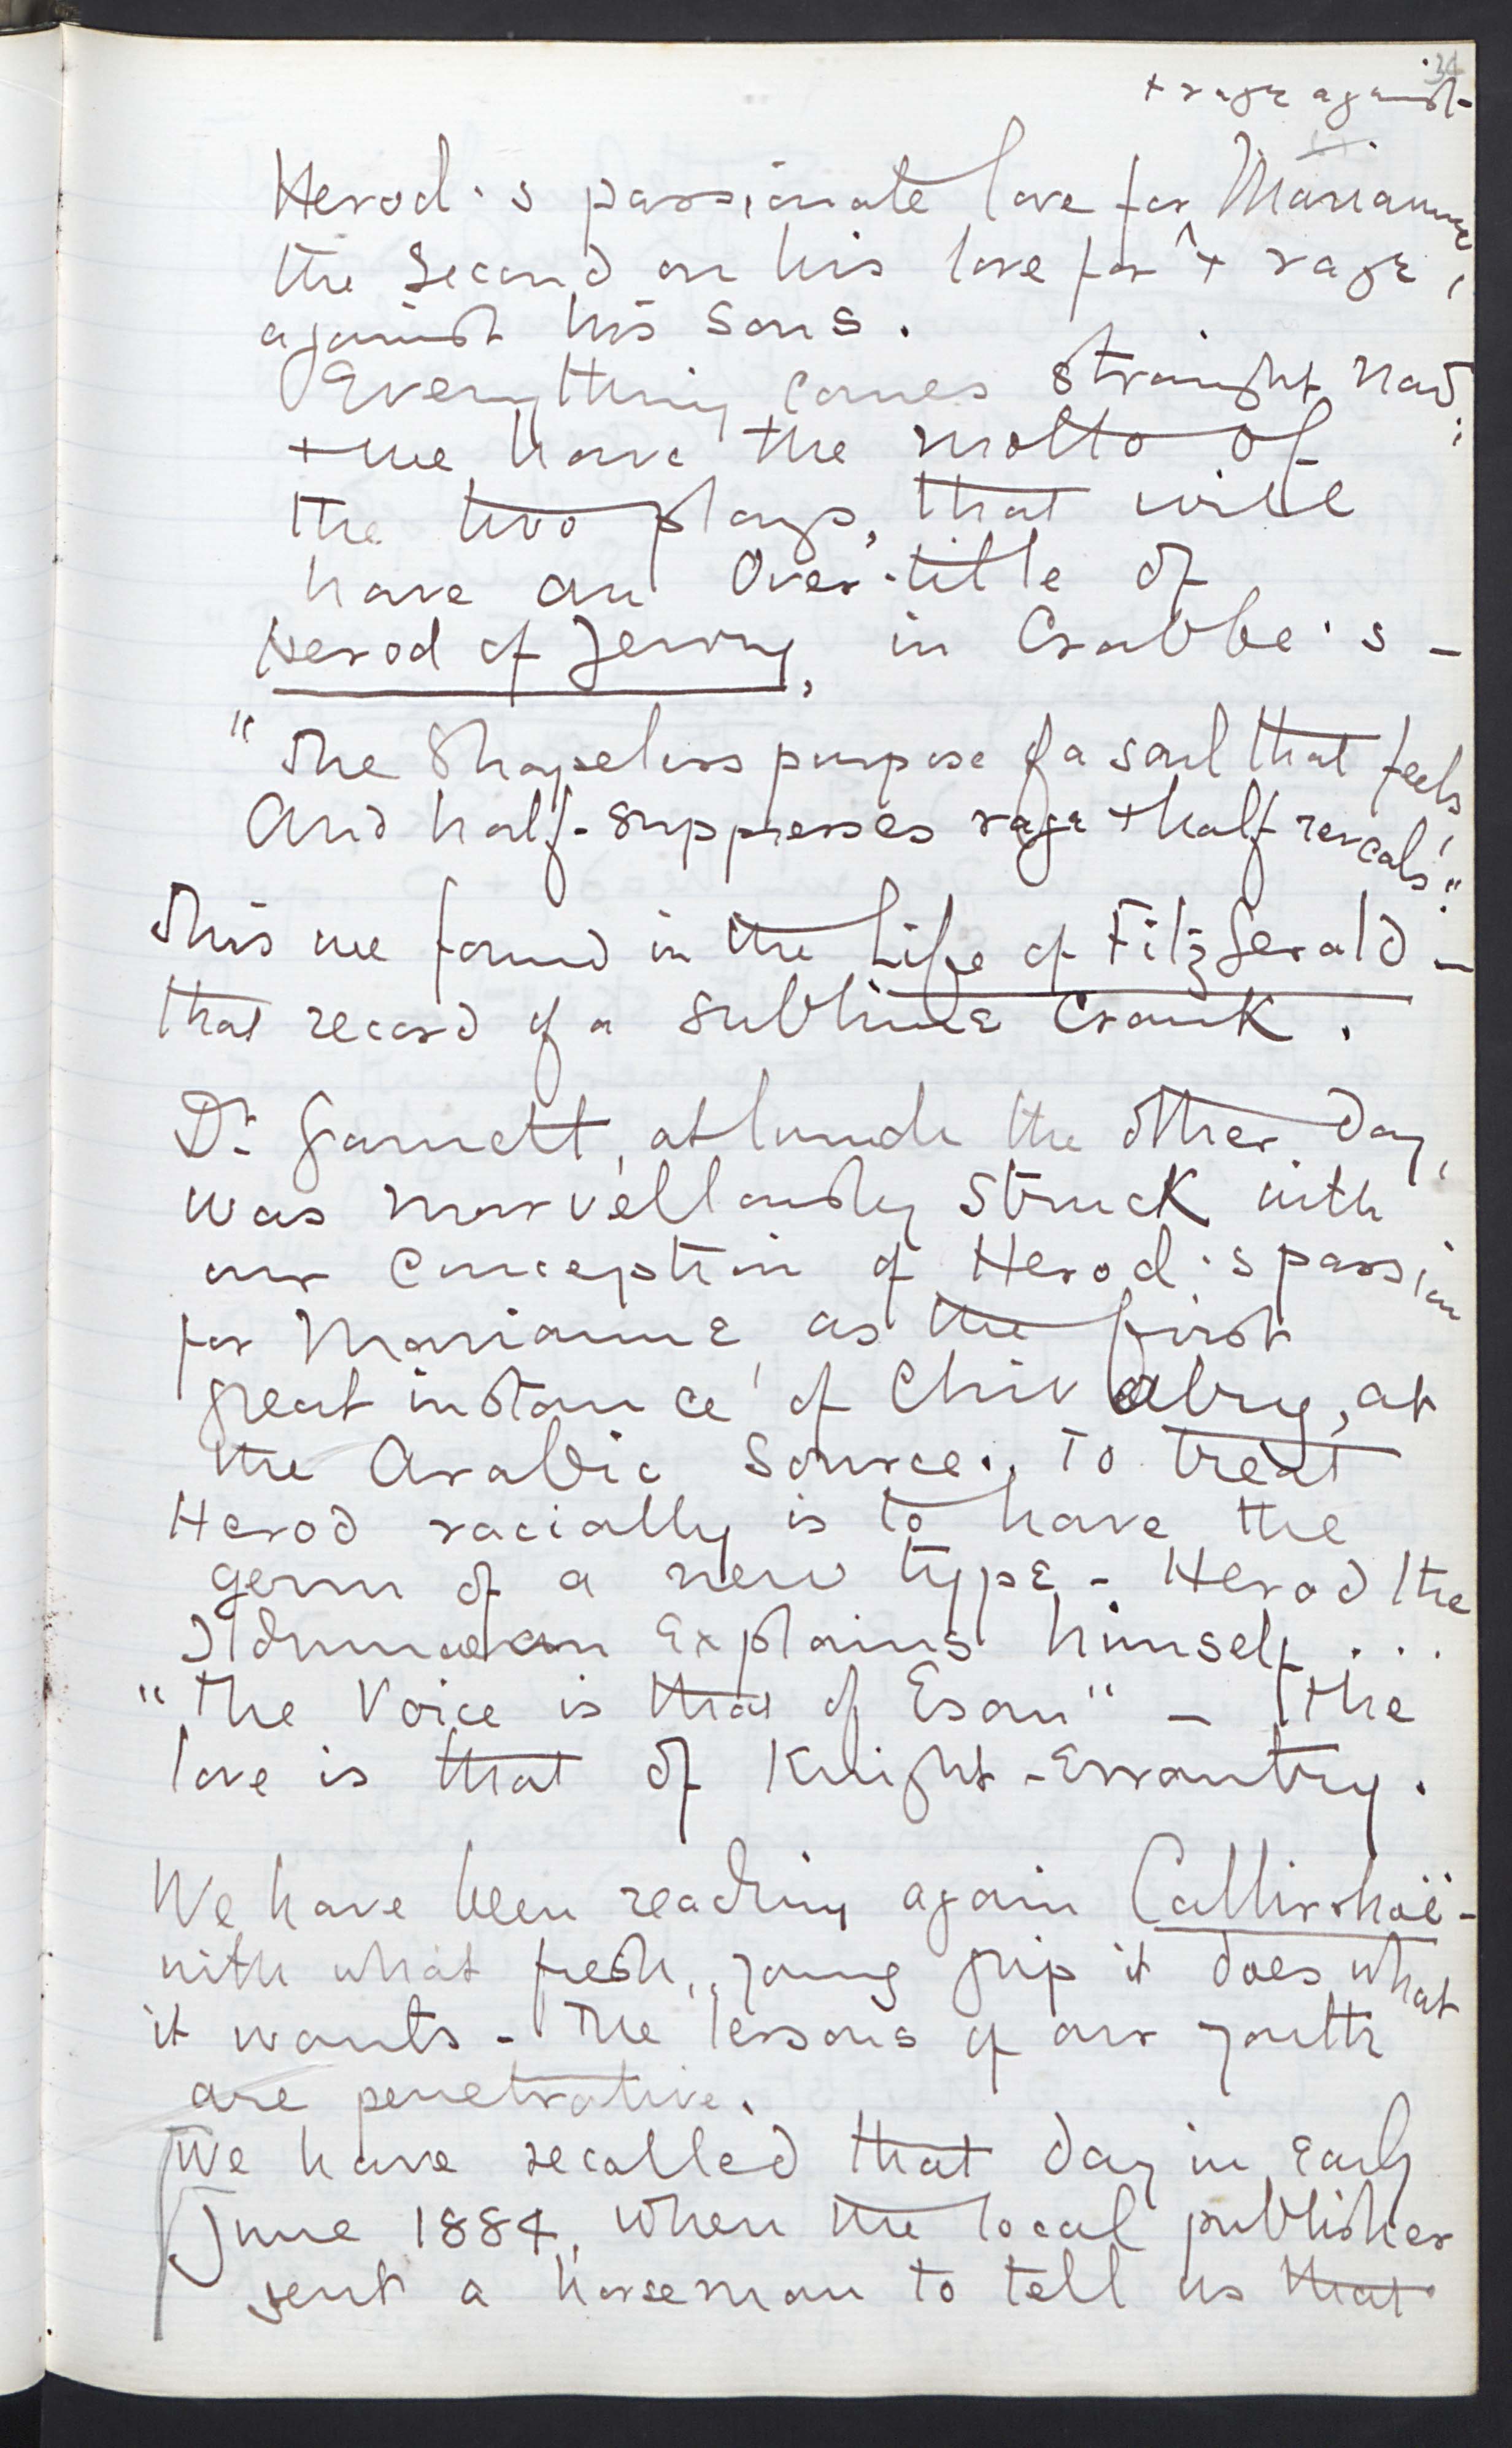 34
+ rage against
Herod's passionate love for Mariamne,
the Second on his love for + rage
against his sons.
Everything comes straight now;
+ we have the motto of
the two plays, that will
have an Over-title of
Herod of Jewry, in Crabbe's –
"The Shapeless purpose of a soul that feels,
And half-suppresses rage + half reveals."
This we found in the Life of FitzGerald –
that record of a sublime Crank.
Dr. Garnett, at lunch the other day,
was marvellously struck with
our conception of Herod's passion
for Mariamne as the first
great instance of Chivalry, at
the Arabic Source. To treat
Herod racially is to have the
germ of a new type – Herod the
Idumaean explains himself ...
"The Voice is that of Esau" – the
love is that of Knight-Errantry.
We have been reading again Callirrhoë –
with what fresh, young grip it does what
it wants – The lessons of our youth
are penetrative.
We have recalled that day in early
June 1884, when the local publisher
sent a horseman to tell us that